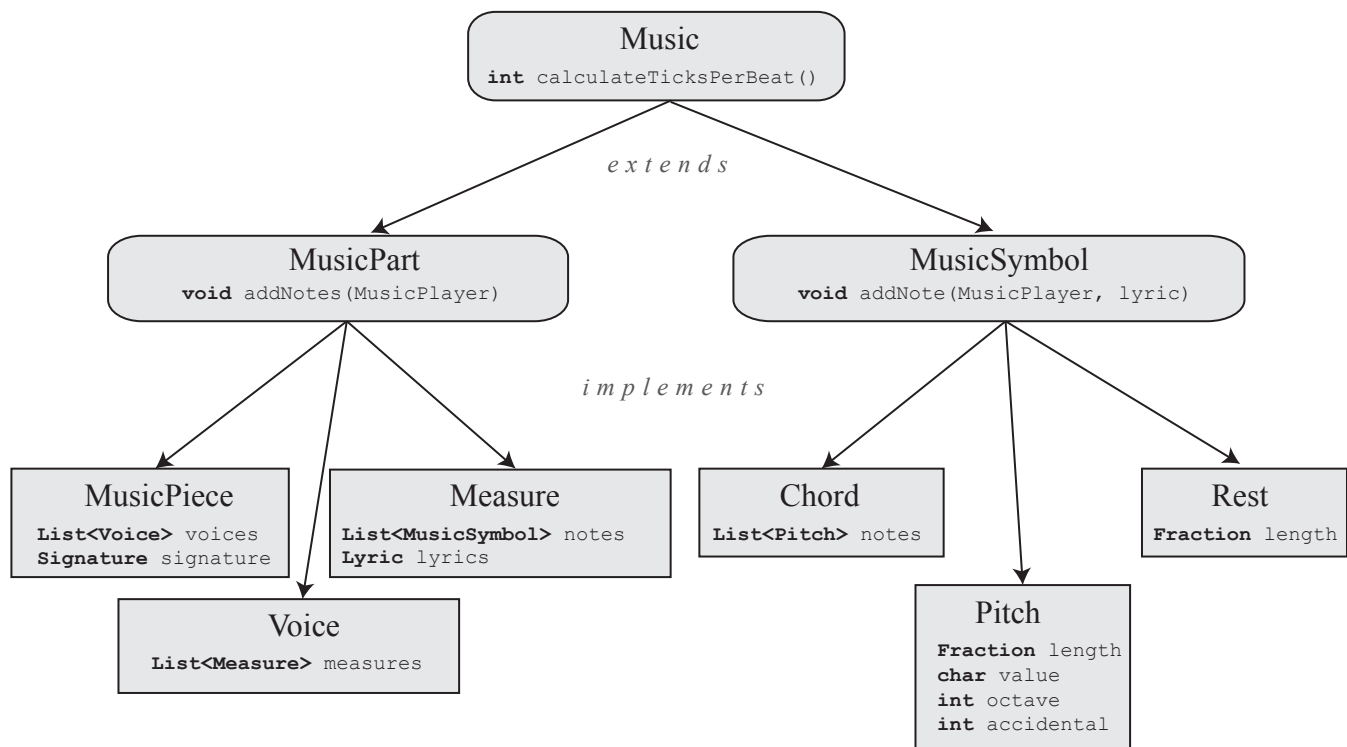 Music
int calculateTicksPerBeat()
extends
MusicPart
void addNotes(MusicPlayer)
MusicSymbol
void addNote(MusicPlayer, lyric)
implements
MusicPiece
List<Voice> voices
Signature signature
Measure
List<MusicSymbol> notes
Lyric lyrics
Voice
List<Measure> measures
Chord
List<Pitch> notes
Rest
Fraction length
Pitch
Fraction length
char value
int octave
int accidental